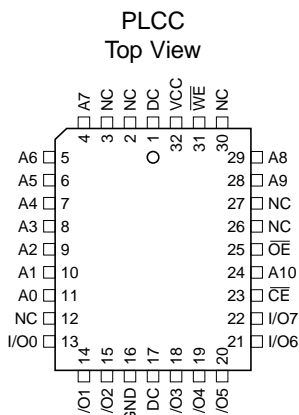 PLCC
Top View
A7 NC NC DC VCC W̅E̅ NC
4 3 2 1 32 31 30
A6 5 29 A8
A5 6 28 A9
A4 7 27 NC
A3 8 26 NC
A2 9 25 O̅E̅
A1 10 24 A10
A0 11 23 C̅E̅
NC 12 22 I/O7
I/O0 13 21 I/O6
14 15 16 17 18 19 20
/O1 /O2 GND DC /O3 /O4 /O5